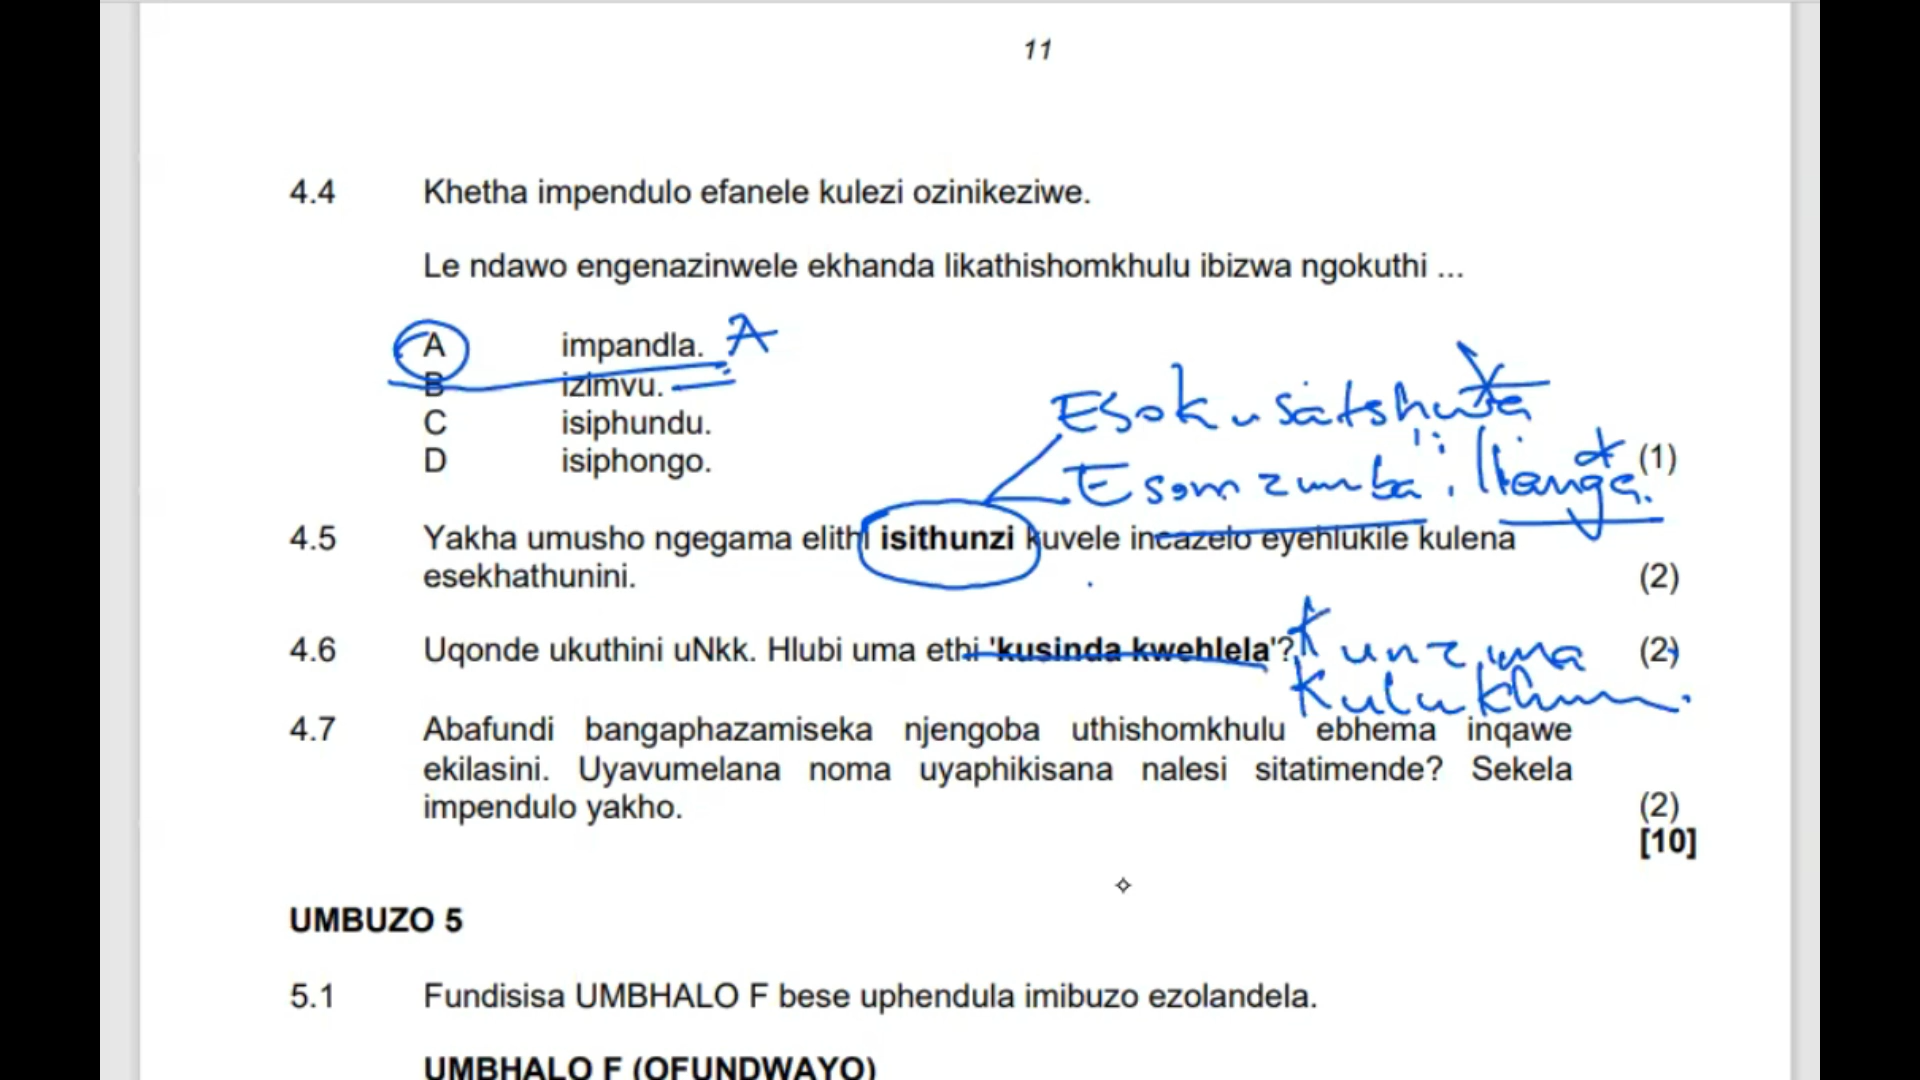 11
4.4 Khetha impendulo efanele kulezi ozinikeziwe.
Le ndawo engenazinwele ekhanda likathishomkhulu ibizwa ngokuthi ...
A impandla. A
B izimvu.
C isiphundu.
D isiphongo.
(1)
Esokusatshwa
Esomzumba. Ilanga.
4.5 Yakha umusho ngegama elithi isithunzi kuvele incazelo eyehlukile kulena
esekhathunini. (2)
4.6 Uqonde ukuthini uNkk. Hlubi uma ethi 'kusinda kwehlela'? (2)
Kunzima
Kulukhuni
4.7 Abafundi bangaphazamiseka njengoba uthishomkhulu ebhema inqawe
ekilasini. Uyavumelana noma uyaphikisana nalesi sitatimende? Sekela
impendulo yakho. (2)
[10]
UMBUZO 5
5.1 Fundisisa UMBHALO F bese uphendula imibuzo ezolandela.
UMBHALO F (OFUNDWAYO)